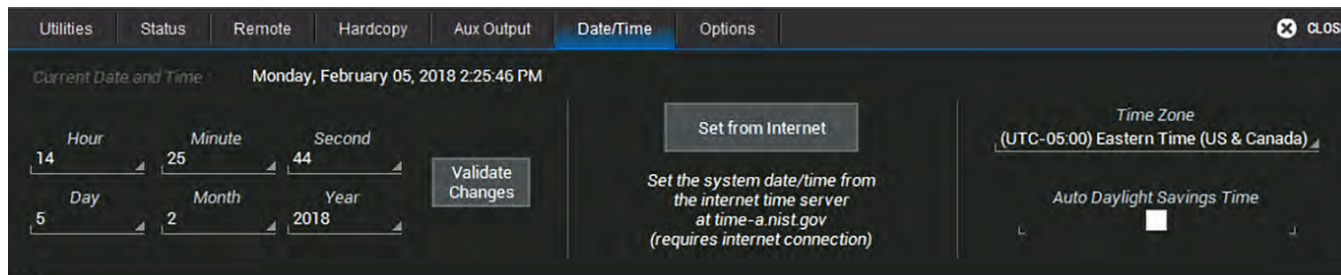 Utilities Status Remote Hardcopy Aux Output Date/Time Options CLOS
Current Date and Time Monday, February 05, 2018 2:25:46 PM
Hour Minute Second
14 25 44
Day Month Year
5 2 2018
Validate
Changes
Set from Internet
Set the system date/time from
the internet time server
at time-a.nist.gov
(requires internet connection)
Time Zone
(UTC-05:00) Eastern Time (US & Canada)
Auto Daylight Savings Time